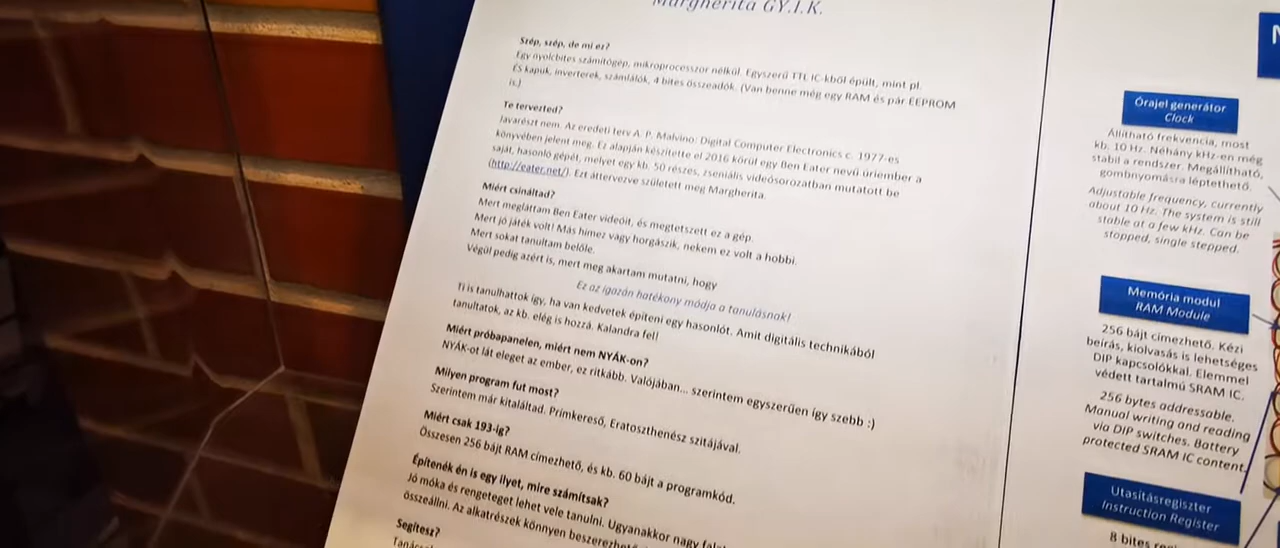 Margherita GY.I.K.
Szép, szép, de mi ez?
Egy nyolcbites számítógép, mikroprocesszor nélkül. Egyszerű TTL IC-kből épült, mint pl.
ÉS kapuk, inverterek, számlálók, 4 bites összeadók. (Van benne még egy RAM és pár EEPROM
is.)
Te tervezted?
Javarészt nem. Az eredeti terv A. P. Malvino: Digital Computer Electronics c. 1977-es
könyvében jelent meg. Ez alapján készítette el 2016 körül egy Ben Eater nevű úriember a
saját, hasonló gépét, melyet egy kb. 50 részes, zseniális videósorozatban mutatott be
(http://eater.net/). Ezt áttervezve született meg Margherita.
Miért csináltad?
Mert megláttam Ben Eater videóit, és megtetszett ez a gép.
Mert jó játék volt! Más hímez vagy horgászik, nekem ez volt a hobbi.
Mert sokat tanultam belőle.
Végül pedig azért is, mert meg akartam mutatni, hogy
Ez az igazán hatékony módja a tanulásnak!
Ti is tanulhattok így, ha van kedvetek építeni egy hasonlót. Amit digitális technikából
tanultatok, az kb. elég is hozzá. Kalandra fel!
Miért próbapanelen, miért nem NYÁK-on?
NYÁK-ot lát eleget az ember, ez ritkább. Valójában... szerintem egyszerűen így szebb :)
Milyen program fut most?
Szerintem már kitaláltad. Prímkereső, Eratoszthenész szitájával.
Miért csak 193-ig?
Összesen 256 bájt RAM címezhető, és kb. 60 bájt a programkód.
Építenék én is egy ilyet, mire számítsak?
Jó móka és rengeteget lehet vele tanulni. Ugyanakkor nagy
összeállni. Az alkatrészek könnyen
Segítesz?
Órajel generátor
Clock
Állítható frekvencia, most
kb. 10 Hz. Néhány kHz-en még
stabil a rendszer. Megállítható,
gombnyomásra léptethető.
Adjustable frequency, currently
about 10 Hz. The system is still
stable at a few kHz. Can be
stopped, single stepped.
Memória modul
RAM Module
256 bájt címezhető. Kézi
beírás, kiolvasás is lehetséges
DIP kapcsolókkal. Elemmel
védett tartalmú SRAM IC.
256 bytes addressable.
Manual writing and reading
via DIP switches. Battery
protected SRAM IC content.
Utasításregiszter
Instruction Register
8 bites